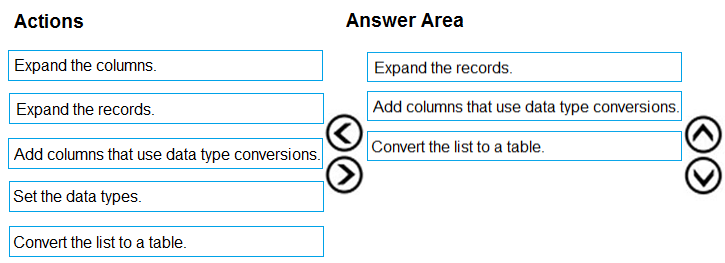 Actions
Answer Area
Expand the columns.
Expand the records.
Add columns that use data type conversions.
Set the data types.
Convert the list to a table.
Expand the records.
Add columns that use data type conversions.
Convert the list to a table.